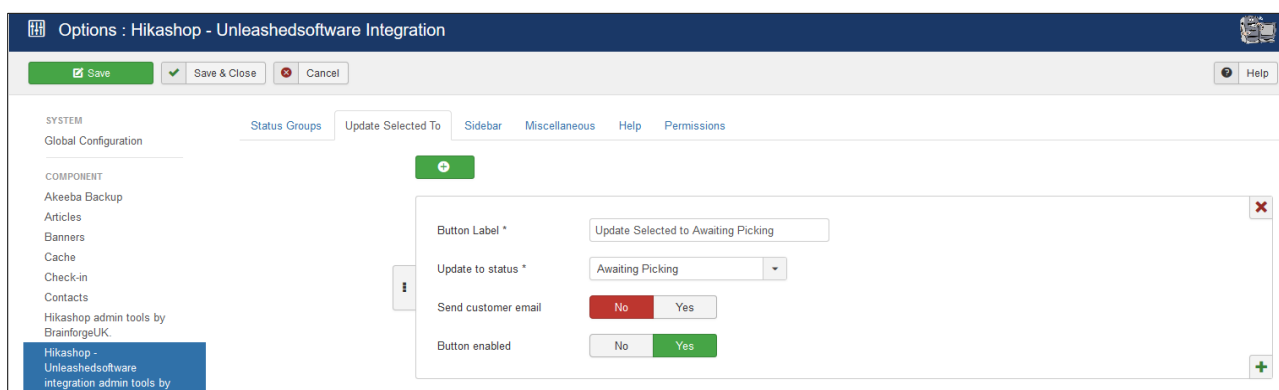 Options : Hikashop - Unleashedsoftware Integration
Save
Save & Close
Cancel
Help
SYSTEM
Global Configuration
Status Groups
Update Selected To
Sidebar
Miscellaneous
Help
Permissions
COMPONENT
Akeeba Backup
Articles
Banners
Cache
Check-in
Contacts
Hikashop admin tools by
BrainforgeUK.
Hikashop -
Unleashedsoftware
integration admin tools by
Button Label *
Update Selected to Awaiting Picking
Update to status *
Awaiting Picking
Send customer email
No
Yes
Button enabled
No
Yes